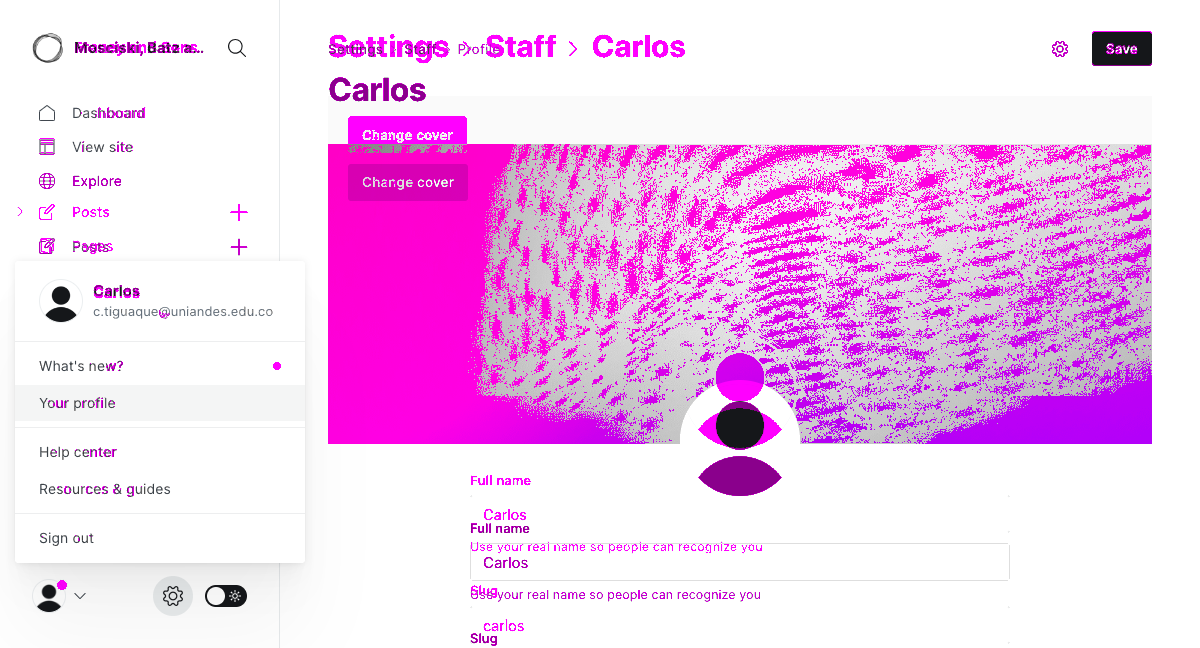 Dashboard
View site
Explore
Posts
Pages
Carlos
c.tiguaque@uniandes.edu.co
What's new?
Your profile
Help center
Resources & guides
Sign out
Settings > Staff > Carlos
Settings Staff Profile
Save
Carlos
Change cover
Change cover
Full name
Carlos
Full name
Use your real name so people can recognize you
Carlos
Slug
Use your real name so people can recognize you
carlos
Slug